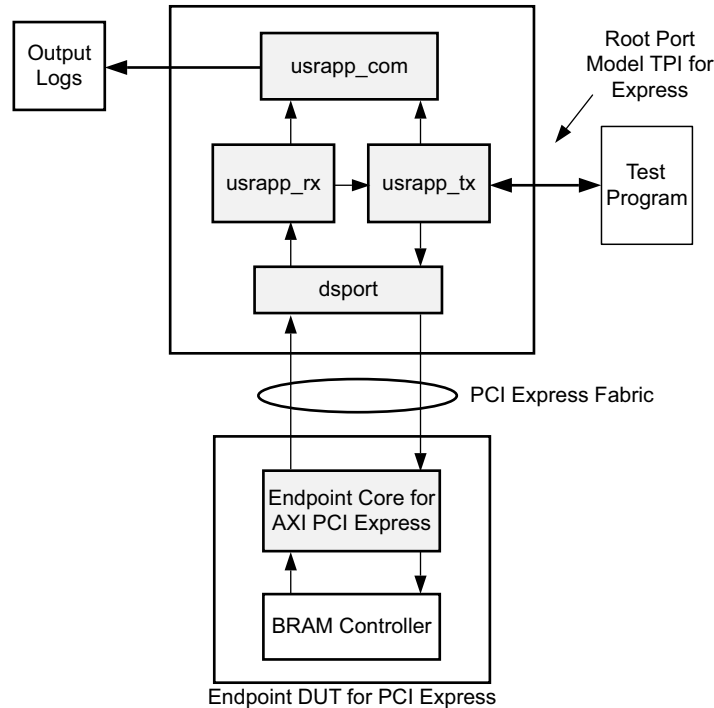 Output
Logs
usrapp_com
Root Port
Model TPI for
Express
usrapp_rx
usrapp_tx
Test
Program
dsport
PCI Express Fabric
Endpoint Core for
AXI PCI Express
BRAM Controller
Endpoint DUT for PCI Express